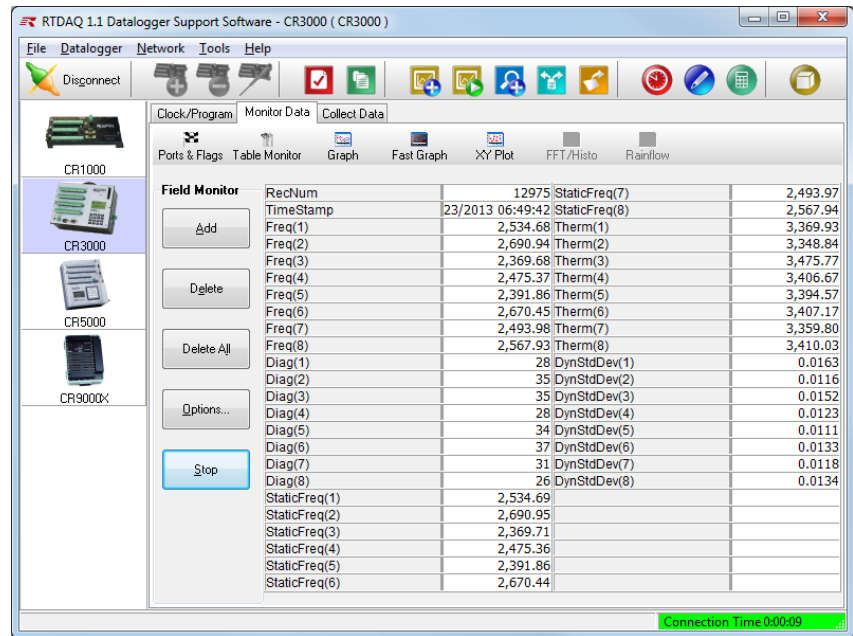 RTDAQ 1.1 Datalogger Support Software - CR3000 ( CR3000 )
File Datalogger Network Tools Help
Disconnect
Clock/Program Monitor Data Collect Data
Ports & Flags Table Monitor Graph Fast Graph XY Plot FFT/Histo Rainflow
CR1000
CR3000
CR5000
CR9000X
Field Monitor
Add
Delete
Delete All
Options...
Stop
RecNum 12975 StaticFreq(7) 2,493.97
TimeStamp 23/2013 06:49:42 StaticFreq(8) 2,567.94
Freq(1) 2,534.68 Therm(1) 3,369.93
Freq(2) 2,690.94 Therm(2) 3,348.84
Freq(3) 2,369.68 Therm(3) 3,475.77
Freq(4) 2,475.37 Therm(4) 3,406.67
Freq(5) 2,391.86 Therm(5) 3,394.57
Freq(6) 2,670.45 Therm(6) 3,407.17
Freq(7) 2,493.98 Therm(7) 3,359.80
Freq(8) 2,567.93 Therm(8) 3,410.03
Diag(1) 28 DynStdDev(1) 0.0163
Diag(2) 35 DynStdDev(2) 0.0116
Diag(3) 35 DynStdDev(3) 0.0152
Diag(4) 28 DynStdDev(4) 0.0123
Diag(5) 34 DynStdDev(5) 0.0111
Diag(6) 37 DynStdDev(6) 0.0133
Diag(7) 31 DynStdDev(7) 0.0118
Diag(8) 26 DynStdDev(8) 0.0134
StaticFreq(1) 2,534.69
StaticFreq(2) 2,690.95
StaticFreq(3) 2,369.71
StaticFreq(4) 2,475.36
StaticFreq(5) 2,391.86
StaticFreq(6) 2,670.44
Connection Time 0:00:09